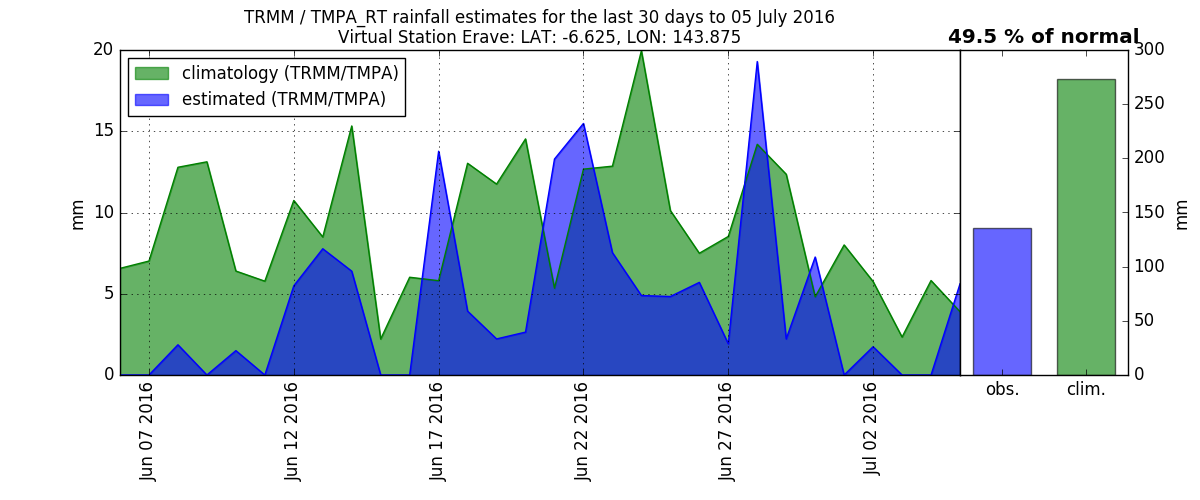 TRMM / TMPA_RT rainfall estimates for the last 30 days to 05 July 2016
Virtual Station Erave: LAT: -6.625, LON: 143.875
49.5 % of normal
climatology (TRMM/TMPA)
estimated (TRMM/TMPA)
20
15
10
5
0
mm
Jun 07 2016
Jun 12 2016
Jun 17 2016
Jun 22 2016
Jun 27 2016
Jul 02 2016
obs.
clim.
300
250
200
150
100
50
0
mm